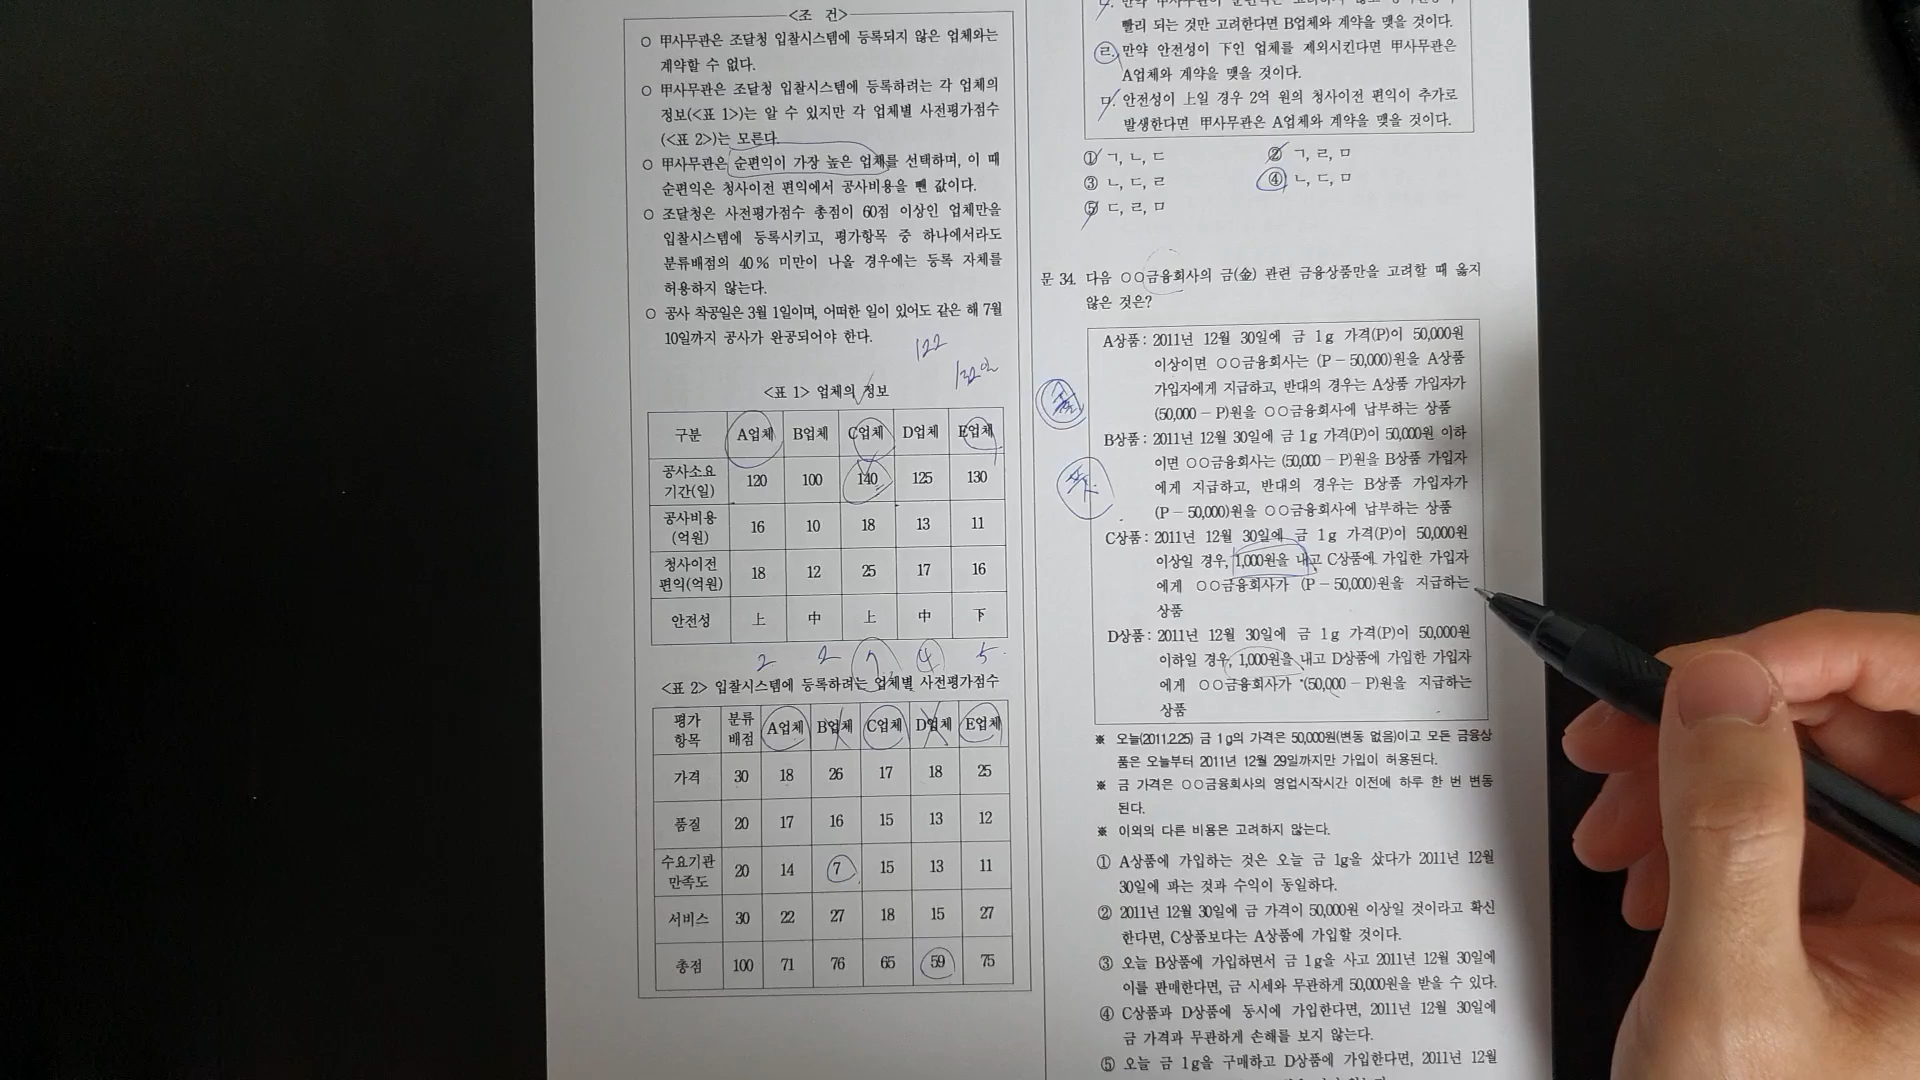 <조 건>
○ 甲사무관은 조달청 입찰시스템에 등록되지 않은 업체와는
계약할 수 없다.
○ 甲사무관은 조달청 입찰시스템에 등록하려는 각 업체의
정보(<표 1>)는 알 수 있지만 각 업체별 사전평가점수
(<표 2>)는 모른다.
○ 甲사무관은 순편익이 가장 높은 업체를 선택하며, 이 때
순편익은 청사이전 편익에서 공사비용을 뺀 값이다.
○ 조달청은 사전평가점수 총점이 60점 이상인 업체만을
입찰시스템에 등록시키고, 평가항목 중 하나에서라도
분류배점의 40% 미만이 나올 경우에는 등록 자체를
허용하지 않는다.
○ 공사 착공일은 3월 1일이며, 어떠한 일이 있어도 같은 해 7월
10일까지 공사가 완공되어야 한다.
122
<표 1> 업체의 정보
구분 A업체 B업체 C업체 D업체 E업체
공사소요
기간(일) 120 100 140 125 130
공사비용
(억원) 16 10 18 13 11
청사이전
편익(억원) 18 12 25 17 16
안전성 上 中 上 中 下
2 2 7 4 5
<표 2> 입찰시스템에 등록하려는 업체별 사전평가점수
평가
항목 분류
배점 A업체 B업체 C업체 D업체 E업체
가격 30 18 26 17 18 25
품질 20 17 16 15 13 12
수요기관
만족도 20 14 7 15 13 11
서비스 30 22 27 18 15 27
총점 100 71 76 65 59 75
빨리 되는 것만 고려한다면 B업체와 계약을 맺을 것이다.
ㄹ. 만약 안전성이 下인 업체를 제외시킨다면 甲사무관은
A업체와 계약을 맺을 것이다.
ㅁ. 안전성이 上일 경우 2억 원의 청사이전 편익이 추가로
발생한다면 甲사무관은 A업체와 계약을 맺을 것이다.
① ㄱ, ㄴ, ㄷ ② ㄱ, ㄹ, ㅁ
③ ㄴ, ㄷ, ㄹ ④ ㄴ, ㄷ, ㅁ
⑤ ㄷ, ㄹ, ㅁ
문 34. 다음 ○○금융회사의 금(金) 관련 금융상품만을 고려할 때 옳지
않은 것은?
A상품: 2011년 12월 30일에 금 1g 가격(P)이 50,000원
이상이면 ○○금융회사는 (P - 50,000)원을 A상품
가입자에게 지급하고, 반대의 경우는 A상품 가입자가
(50,000 - P)원을 ○○금융회사에 납부하는 상품
B상품: 2011년 12월 30일에 금 1g 가격(P)이 50,000원 이하
이면 ○○금융회사는 (50,000 - P)원을 B상품 가입자
에게 지급하고, 반대의 경우는 B상품 가입자가
(P - 50,000)원을 ○○금융회사에 납부하는 상품
C상품: 2011년 12월 30일에 금 1g 가격(P)이 50,000원
이상일 경우, 1,000원을 내고 C상품에 가입한 가입자
에게 ○○금융회사가 (P - 50,000)원을 지급하는
상품
D상품: 2011년 12월 30일에 금 1g 가격(P)이 50,000원
이하일 경우, 1,000원을 내고 D상품에 가입한 가입자
에게 ○○금융회사가 (50,000 - P)원을 지급하는
상품
※ 오늘(2011.2.25) 금 1g의 가격은 50,000원(변동 없음)이고 모든 금융상
품은 오늘부터 2011년 12월 29일까지만 가입이 허용된다.
※ 금 가격은 ○○금융회사의 영업시작시간 이전에 하루 한 번 변동
된다.
※ 이외의 다른 비용은 고려하지 않는다.
① A상품에 가입하는 것은 오늘 금 1g을 샀다가 2011년 12월
30일에 파는 것과 수익이 동일하다.
② 2011년 12월 30일에 금 가격이 50,000원 이상일 것이라고 확신
한다면, C상품보다는 A상품에 가입할 것이다.
③ 오늘 B상품에 가입하면서 금 1g을 사고 2011년 12월 30일에
이를 판매한다면, 금 시세와 무관하게 50,000원을 받을 수 있다.
④ C상품과 D상품에 동시에 가입한다면, 2011년 12월 30일에
금 가격과 무관하게 손해를 보지 않는다.
⑤ 오늘 금 1g을 구매하고 D상품에 가입한다면, 2011년 12월